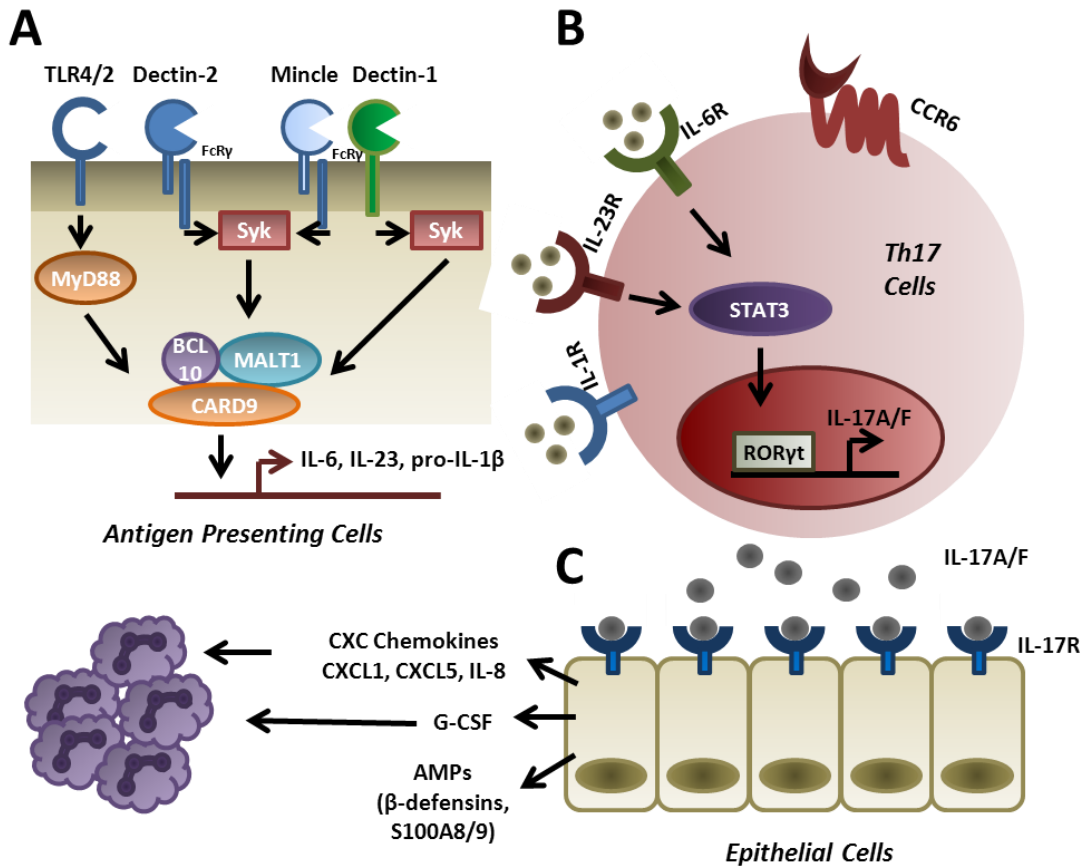 A
TLR4/2
Dectin-2
Mincle
Dectin-1
FcRγ
FcRγ
Syk
Syk
MyD88
BCL
10
MALT1
CARD9
IL-6, IL-23, pro-IL-1β
Antigen Presenting Cells
B
IL-6R
CCR6
IL-23R
Th17
Cells
STAT3
IL-1R
IL-17A/F
RORγt
C
IL-17A/F
IL-17R
CXC Chemokines
CXCL1, CXCL5, IL-8
G-CSF
AMPs
(β-defensins,
S100A8/9)
Epithelial Cells